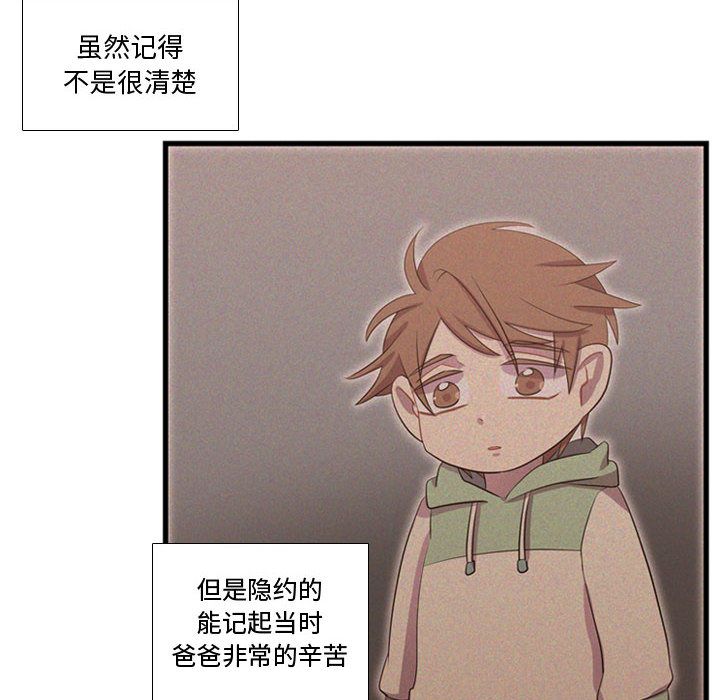 虽然记得
不是很清楚
但是隐约的
能记起当时
爸爸非常的辛苦